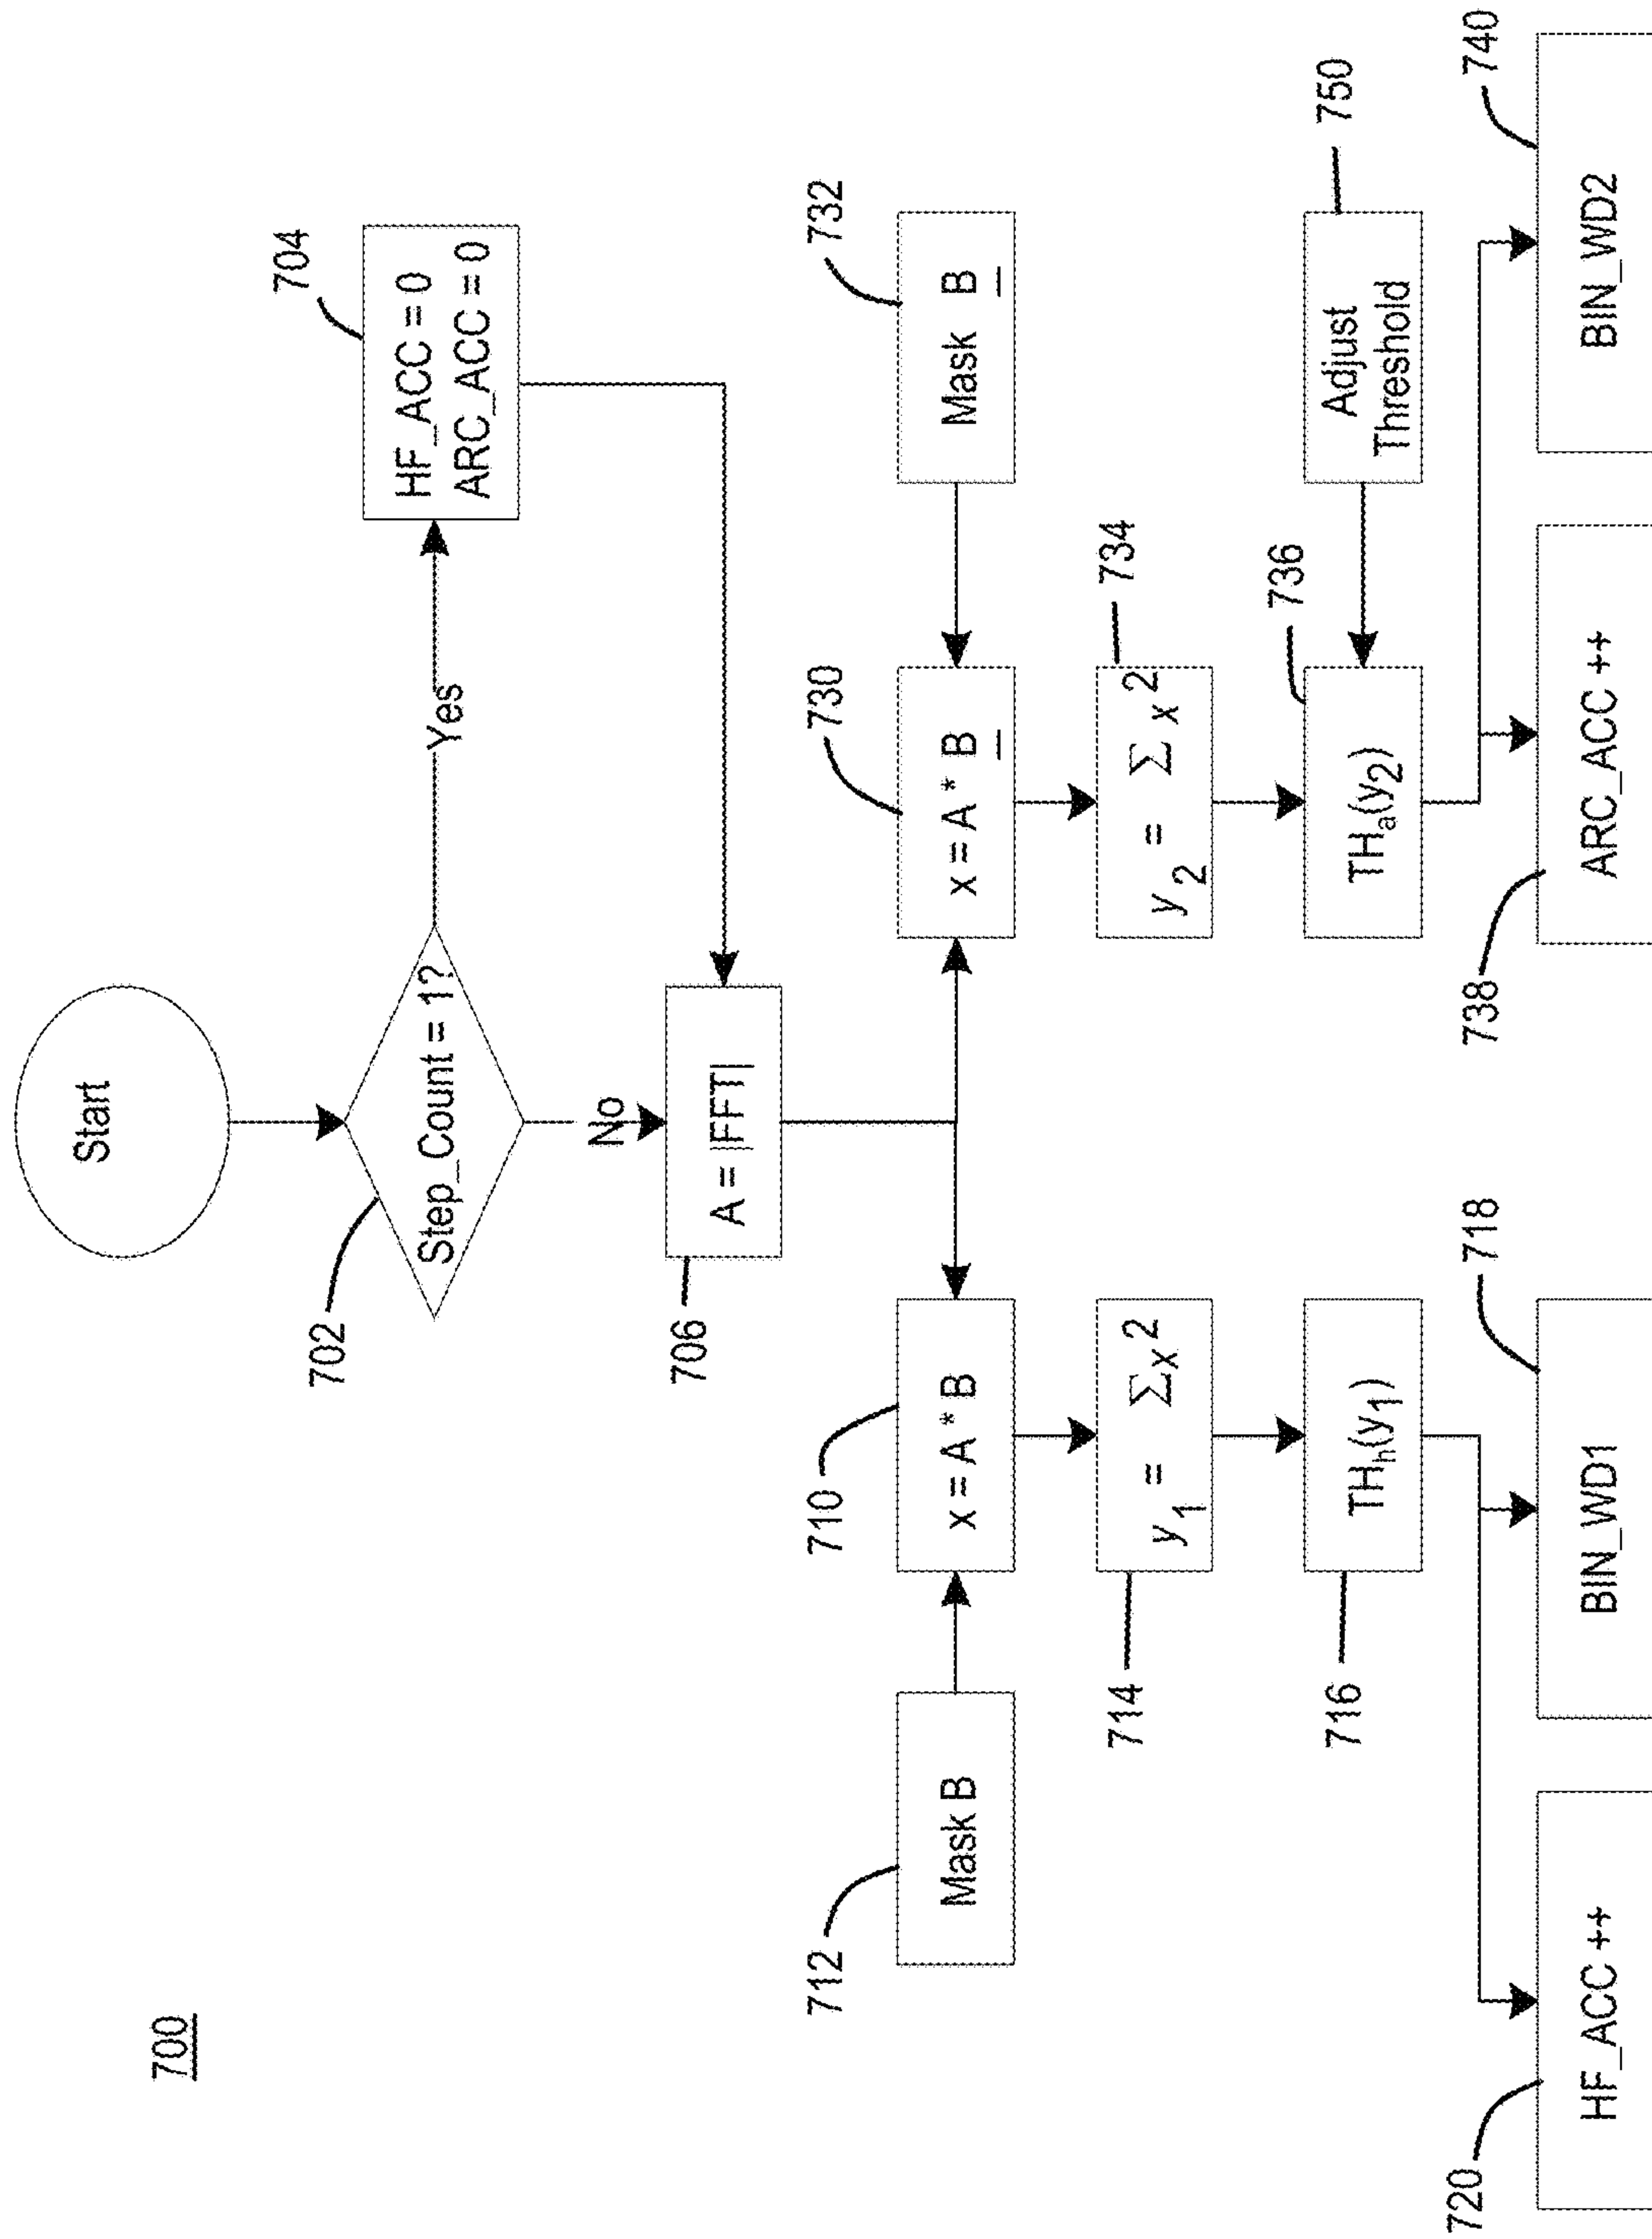 700
Start
702
Step_Count = 1?
Yes
704
HF_ACC = 0
ARC_ACC = 0
No
706
A = |FFT|
712
Mask B
710
x = A * B
730
x = A * B
732
Mask B
714
y1 = Σx2
734
y2 = Σ x2
716
THh(y1)
736
THa(y2)
750
Adjust
Threshold
720
HF_ACC ++
718
BIN_WD1
738
ARC_ACC ++
740
BIN_WD2